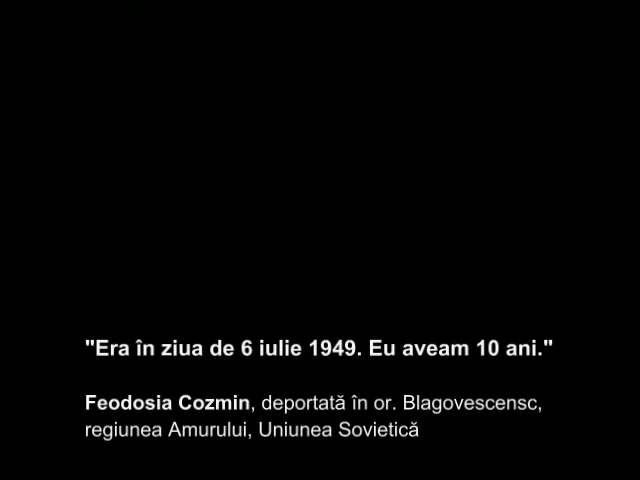 "Era în ziua de 6 iulie 1949. Eu aveam 10 ani."
Feodosia Cozmin, deportată în or. Blagovescensc,
regiunea Amurului, Uniunea Sovietică